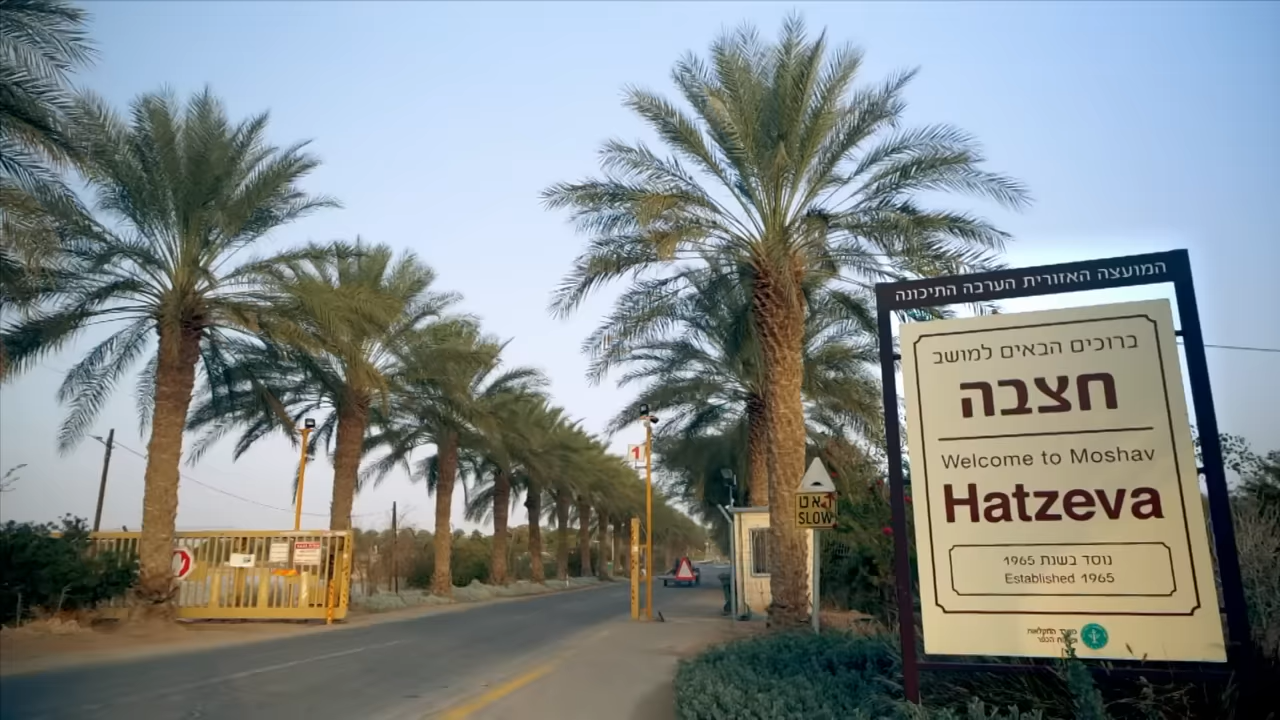 המועצה האזורית הערבה התיכונה
ברוכים הבאים למושב
חצבה
Welcome to Moshav
Hatzeva
נוסד בשנת 1965
Established 1965
האט
SLOW
1